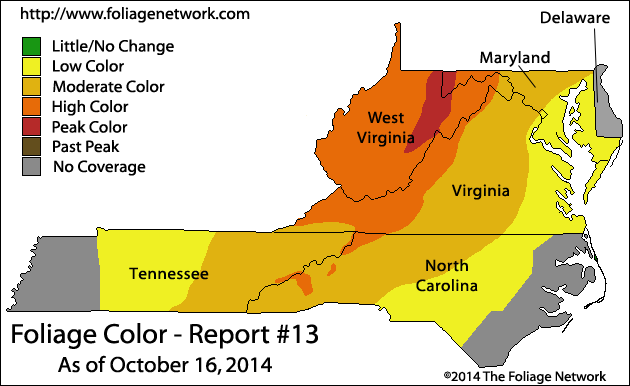 http://www.foliagenetwork.com
Delaware
Little/No Change
Low Color
Moderate Color
High Color
Peak Color
Past Peak
No Coverage
Maryland
West
Virginia
Virginia
Tennessee
North
Carolina
Foliage Color - Report #13
As of October 16, 2014
©2014 The Foliage Network